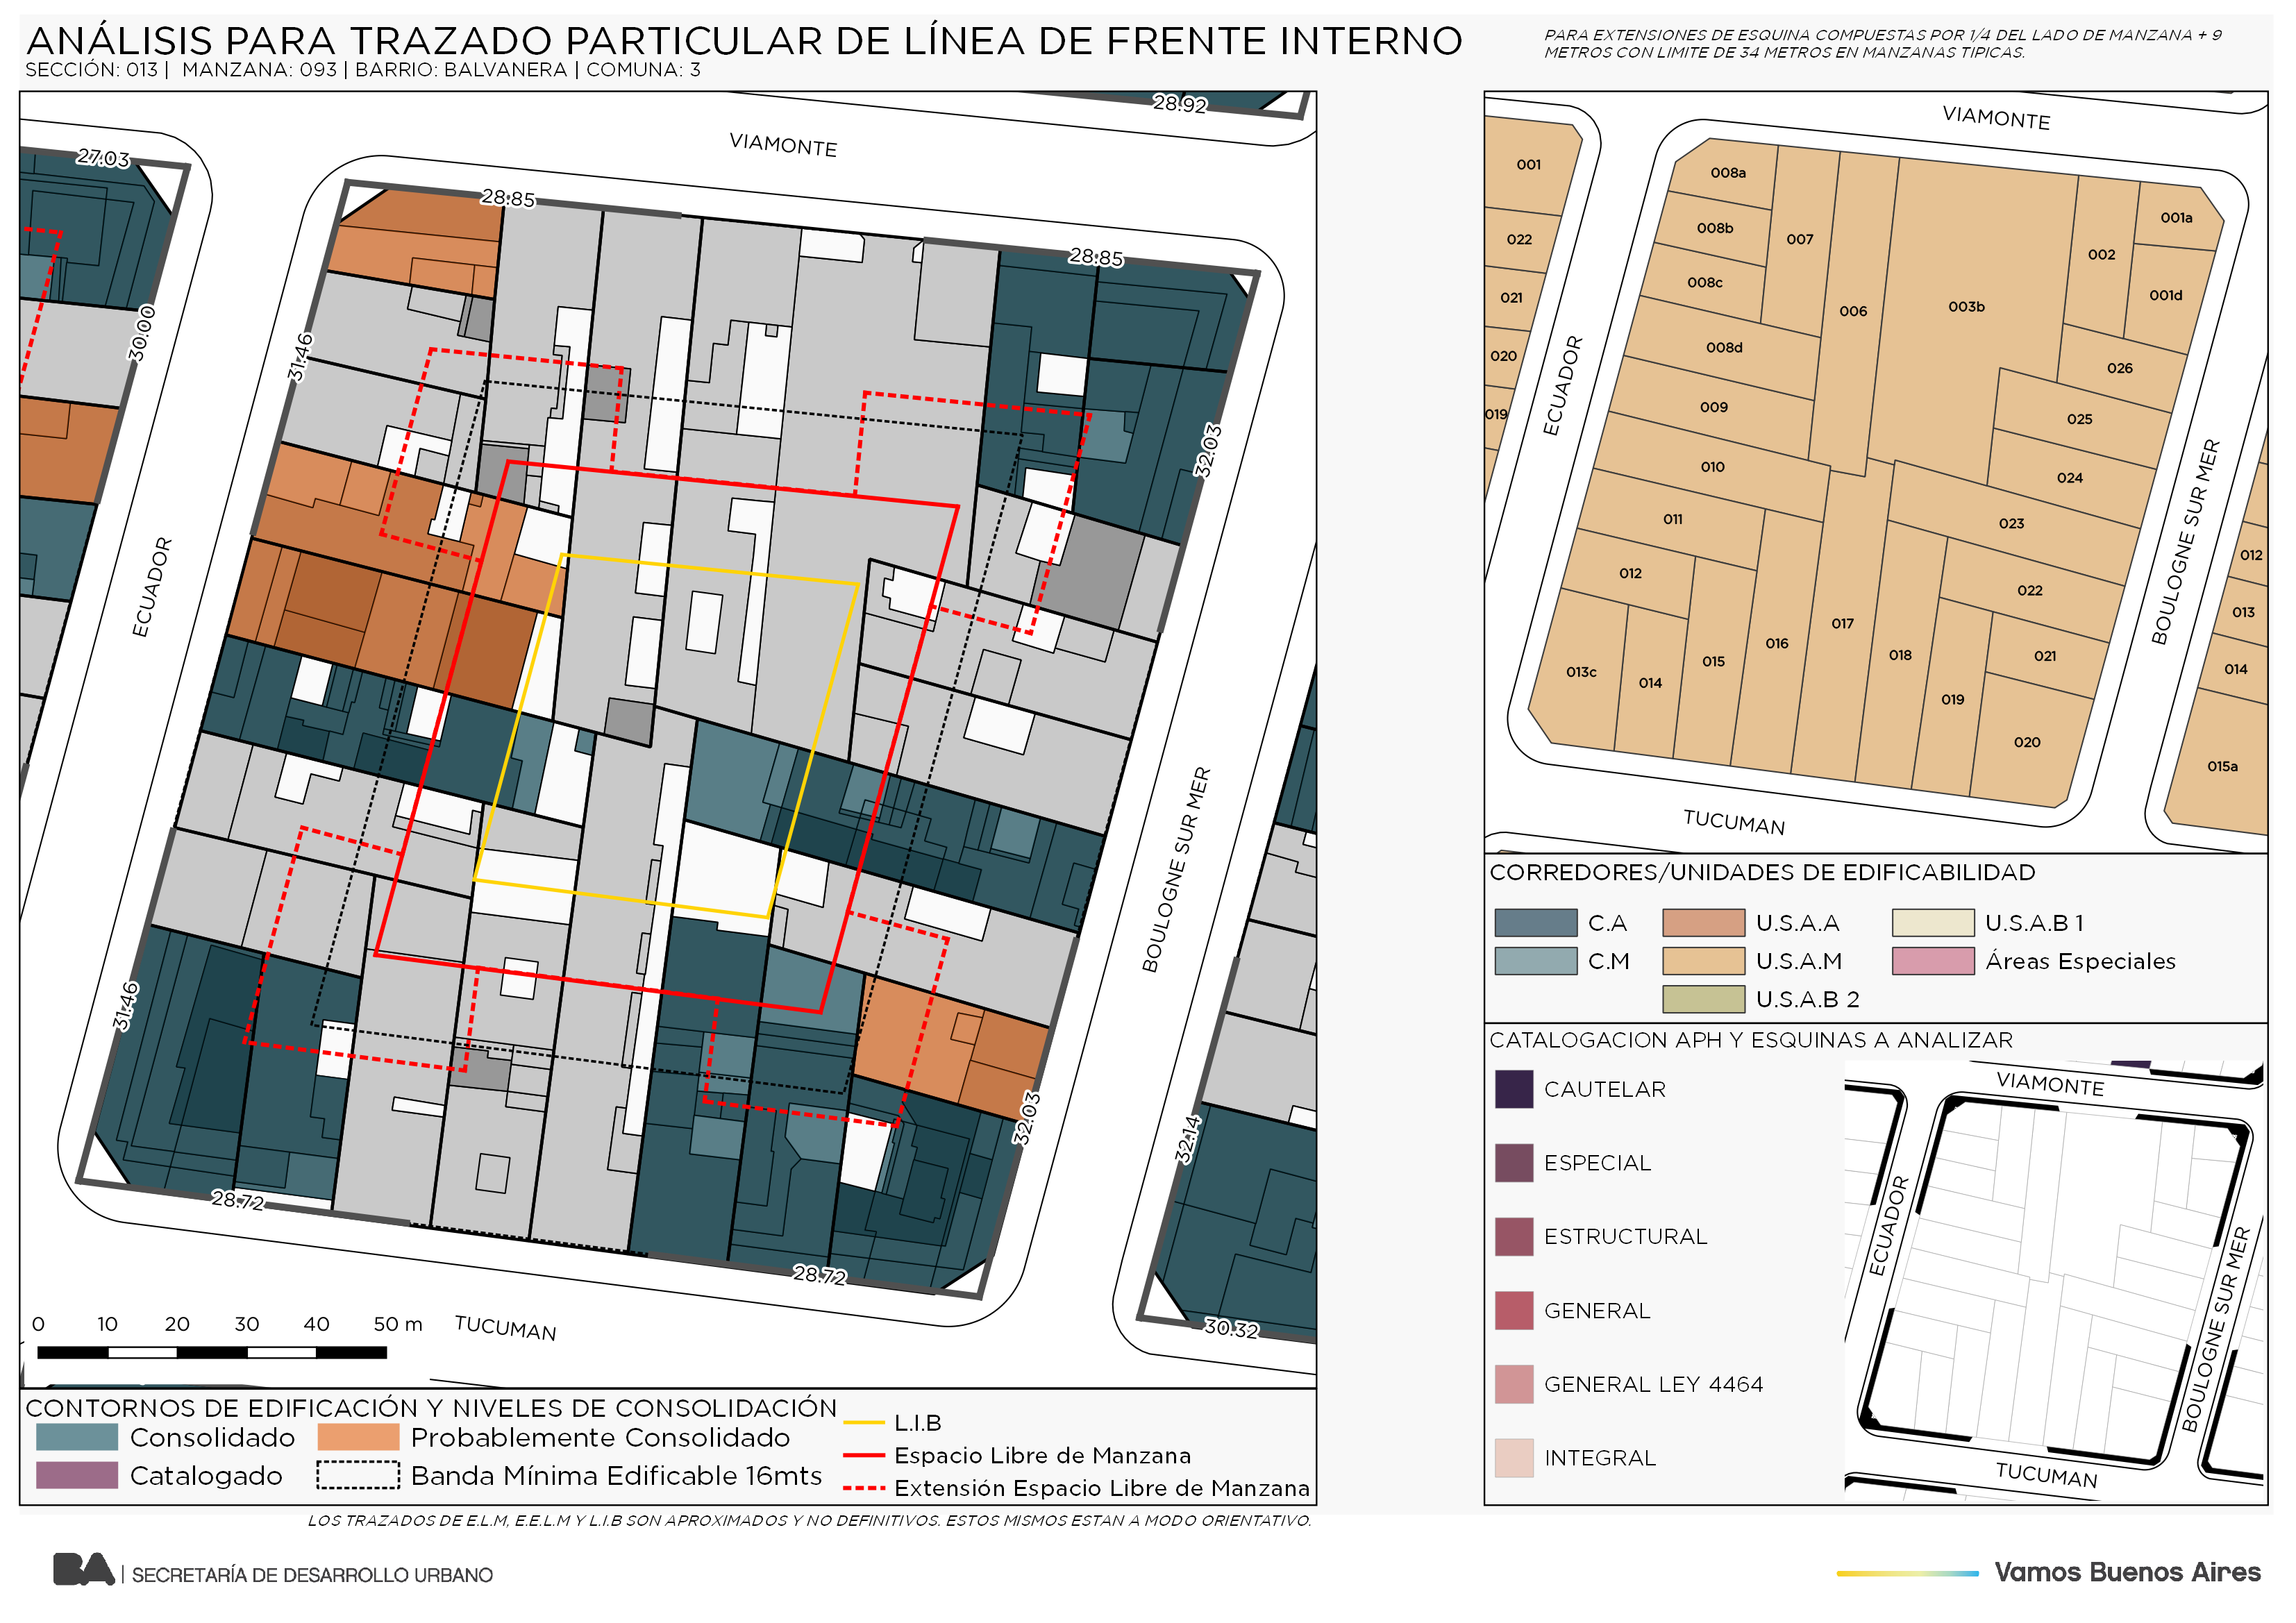 ANÁLISIS PARA TRAZADO PARTICULAR DE LÍNEA DE FRENTE INTERNO
SECCIÓN: 013 | MANZANA: 093 | BARRIO: BALVANERA | COMUNA: 3
PARA EXTENSIONES DE ESQUINA COMPUESTAS POR 1/4 DEL LADO DE MANZANA + 9
METROS CON LIMITE DE 34 METROS EN MANZANAS TIPICAS.
28.92
VIAMONTE
27.03
28.85
28.85
30.00
31.46
32.03
ECUADOR
BOULOGNE SUR MER
31.46
32.03
32.14
28.72
28.72
30.32
TUCUMAN
0 10 20 30 40 50 m
CONTORNOS DE EDIFICACIÓN Y NIVELES DE CONSOLIDACIÓN
Consolidado
Probablemente Consolidado
Catalogado
Banda Mínima Edificable 16mts
L.I.B
Espacio Libre de Manzana
Extensión Espacio Libre de Manzana
LOS TRAZADOS DE E.L.M, E.E.L.M Y L.I.B SON APROXIMADOS Y NO DEFINITIVOS. ESTOS MISMOS ESTAN A MODO ORIENTATIVO.
VIAMONTE
001
008a
001a
008b
007
002
022
008c
001d
021
006
003b
008d
020
026
ECUADOR
009
019
025
010
024
BOULOGNE SUR MER
011
023
012
012
022
013
017
016
021
014
015
018
013c
014
019
020
015a
TUCUMAN
CORREDORES/UNIDADES DE EDIFICABILIDAD
C.A
U.S.A.A
U.S.A.B 1
C.M
U.S.A.M
Áreas Especiales
U.S.A.B 2
CATALOGACION APH Y ESQUINAS A ANALIZAR
CAUTELAR
ESPECIAL
ESTRUCTURAL
GENERAL
GENERAL LEY 4464
INTEGRAL
VIAMONTE
ECUADOR
BOULOGNE SUR MER
TUCUMAN
BA | SECRETARÍA DE DESARROLLO URBANO
Vamos Buenos Aires